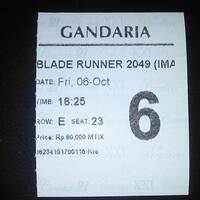 GANDARIA
BLADE RUNNER 2049 (IMA
DATE: Fri, 06-Oct
TIME: 18:25
ROW: E SEAT: 23
Price: Rp.60,000 MTIX
6